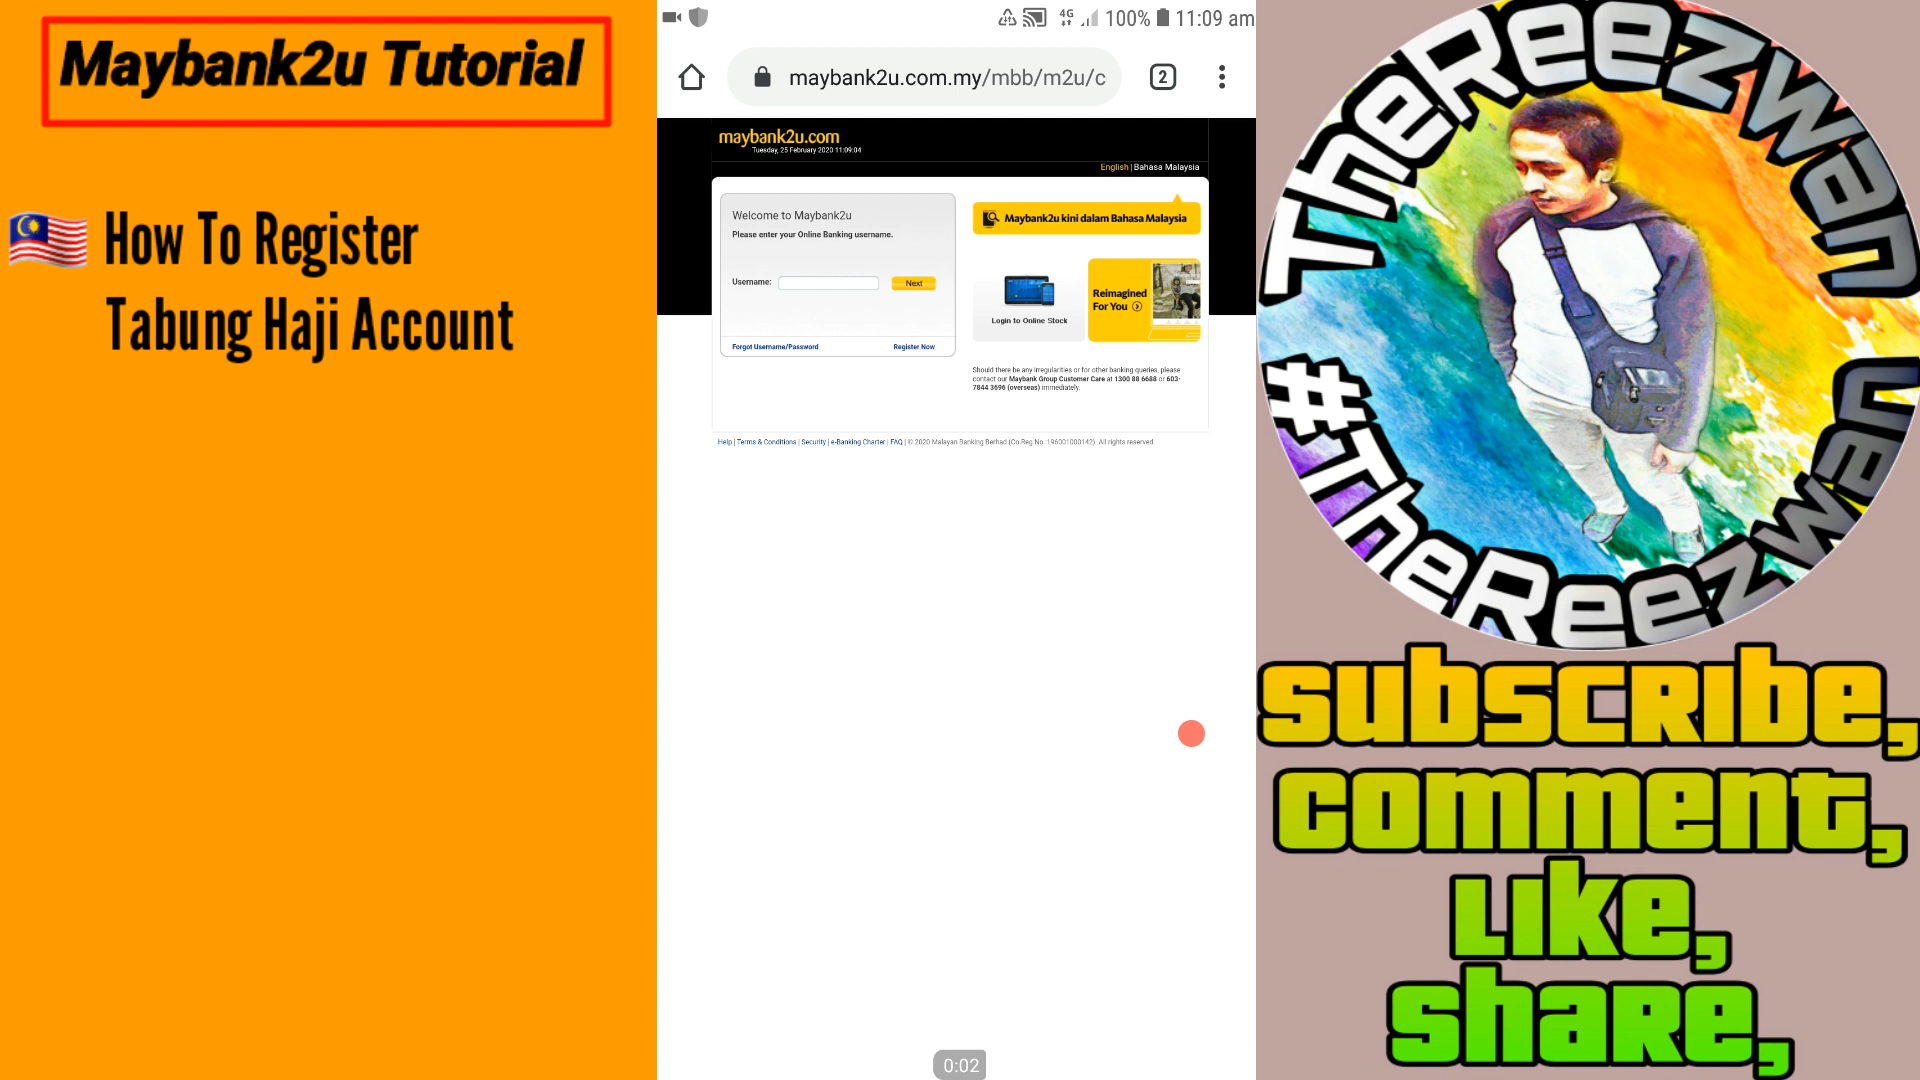 Maybank2u Tutorial
🇲🇾 How To Register
Tabung Haji Account
4G 100% 11:09 am
maybank2u.com.my/mbb/m2u/c
2
maybank2u.com
Tuesday, 25 February 2020 11:09:04
English | Bahasa Malaysia
Welcome to Maybank2u
Please enter your Online Banking username.
Username:
Next
Forgot Username/Password
Register Now
Maybank2u kini dalam Bahasa Malaysia
Login to Online Stock
Reimagined
For You
Should there be any irregularities or for other banking queries, please
contact our Maybank Group Customer Care at 1300 88 6688 or 603-
7844 3696 (overseas) immediately.
Help | Terms & Conditions | Security | e-Banking Charter | FAQ | © 2020 Malayan Banking Berhad (Co.Reg.No.:196001000142). All rights reserved.
0:02
TheReezwan
#TheReezwan
subscribe,
comment,
Like,
share,